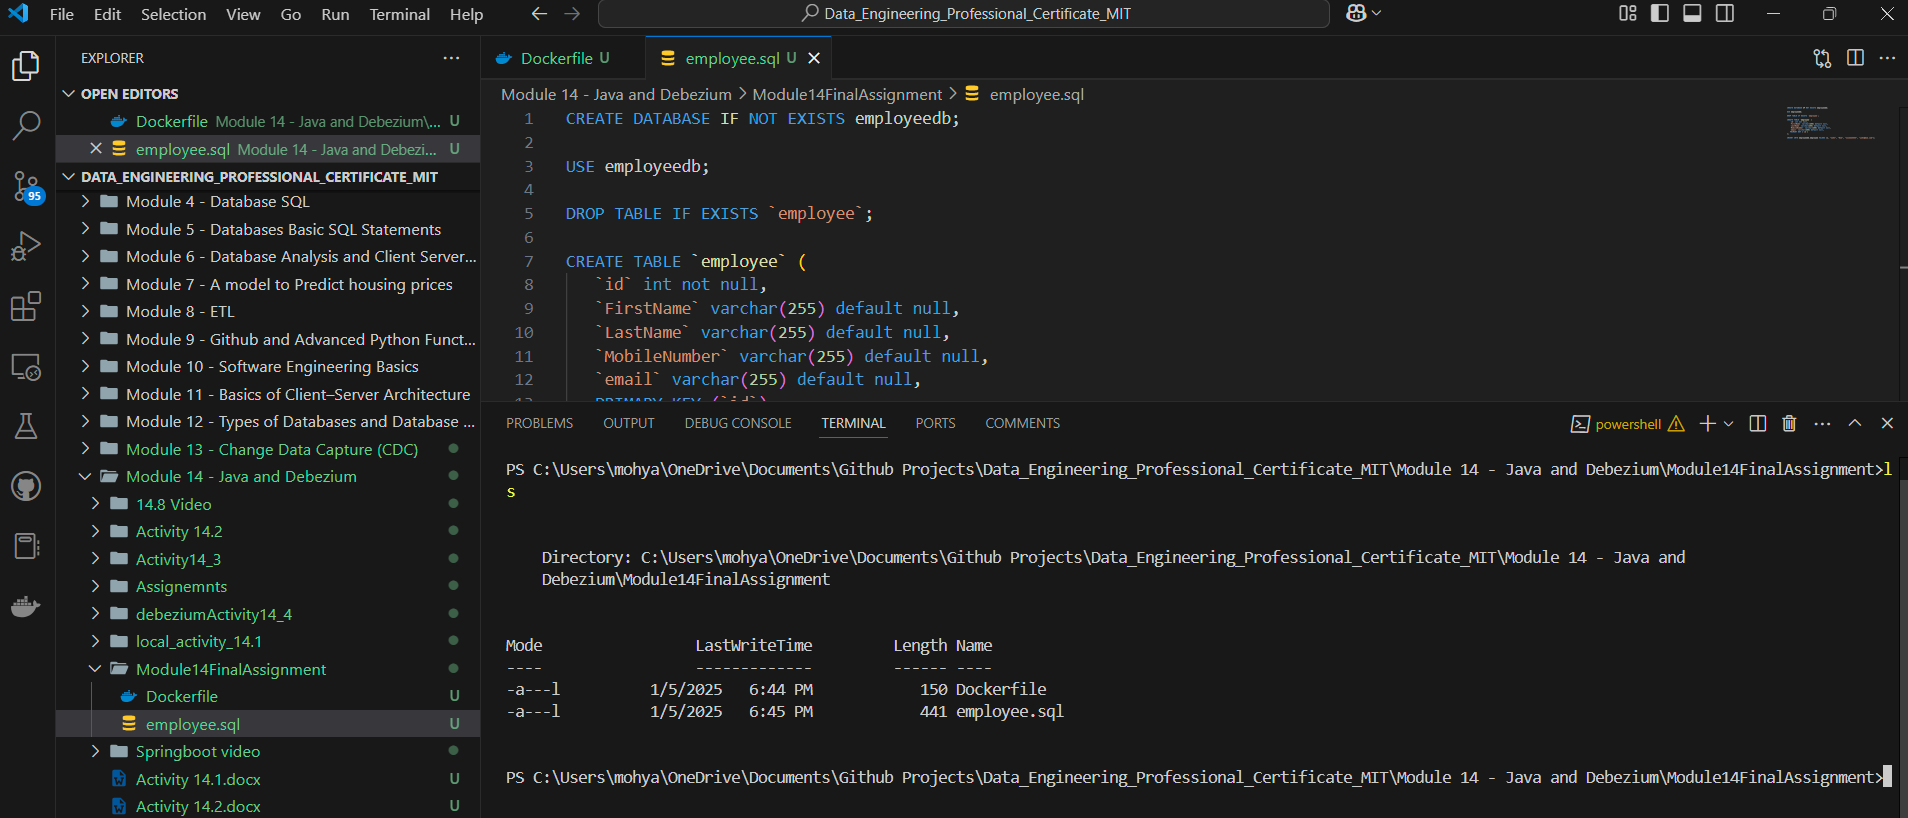 File Edit Selection View Go Run Terminal Help
Data_Engineering_Professional_Certificate_MIT
EXPLORER
OPEN EDITORS
Dockerfile Module 14 - Java and Debezium\... U
employee.sql Module 14 - Java and Debezi... U
DATA_ENGINEERING_PROFESSIONAL_CERTIFICATE_MIT
Module 4 - Database SQL
Module 5 - Databases Basic SQL Statements
Module 6 - Database Analysis and Client Server...
Module 7 - A model to Predict housing prices
Module 8 - ETL
Module 9 - Github and Advanced Python Funct...
Module 10 - Software Engineering Basics
Module 11 - Basics of Client–Server Architecture
Module 12 - Types of Databases and Database ...
Module 13 - Change Data Capture (CDC)
Module 14 - Java and Debezium
14.8 Video
Activity 14.2
Activity14_3
Assignemnts
debeziumActivity14_4
local_activity_14.1
Module14FinalAssignment
Dockerfile U
employee.sql U
Springboot video
Activity 14.1.docx U
Activity 14.2.docx U
95
Dockerfile U
employee.sql U
Module 14 - Java and Debezium > Module14FinalAssignment > employee.sql
1 CREATE DATABASE IF NOT EXISTS employeedb;
2
3 USE employeedb;
4
5 DROP TABLE IF EXISTS `employee`;
6
7 CREATE TABLE `employee` (
8 `id` int not null,
9 `FirstName` varchar(255) default null,
10 `LastName` varchar(255) default null,
11 `MobileNumber` varchar(255) default null,
12 `email` varchar(255) default null,
13 PRIMARY KEY (`id`)
PROBLEMS OUTPUT DEBUG CONSOLE TERMINAL PORTS COMMENTS
powershell
PS C:\Users\mohya\OneDrive\Documents\Github Projects\Data_Engineering_Professional_Certificate_MIT\Module 14 - Java and Debezium\Module14FinalAssignment>l
s
Directory: C:\Users\mohya\OneDrive\Documents\Github Projects\Data_Engineering_Professional_Certificate_MIT\Module 14 - Java and
Debezium\Module14FinalAssignment
Mode LastWriteTime Length Name
---- ------------- ------ ----
-a---l 1/5/2025 6:44 PM 150 Dockerfile
-a---l 1/5/2025 6:45 PM 441 employee.sql
PS C:\Users\mohya\OneDrive\Documents\Github Projects\Data_Engineering_Professional_Certificate_MIT\Module 14 - Java and Debezium\Module14FinalAssignment>